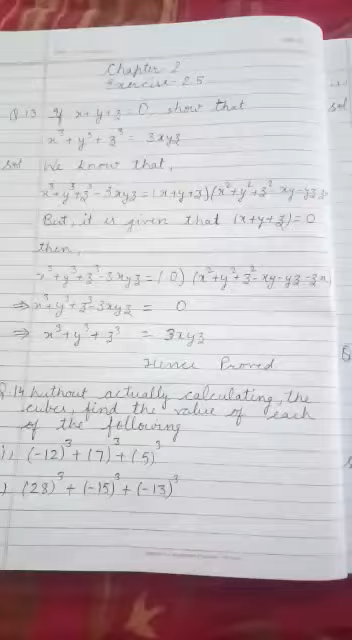 Chapter-2
Exercise-2.5
Q.13 If x+y+z=0, show that
x³+y³+z³ = 3xyz
Sol We know that,
x³+y³+z³-3xyz=(x+y+z)(x²+y²+z²-xy-yz-
But, it is given that (x+y+z)=0
then,
x³+y³+z³-3xyz=(0)(x²+y²+z²-xy-yz-zx)
⇒x³+y³+z³-3xyz = 0
⇒ x³+y³+z³ = 3xyz
Hence Proved
Q.14 Without actually calculating, the
cubes, find the value of each
of the following
i, (-12)³+(7)³+(5)³
) (28)³+(-15)³+(-13)³
sol